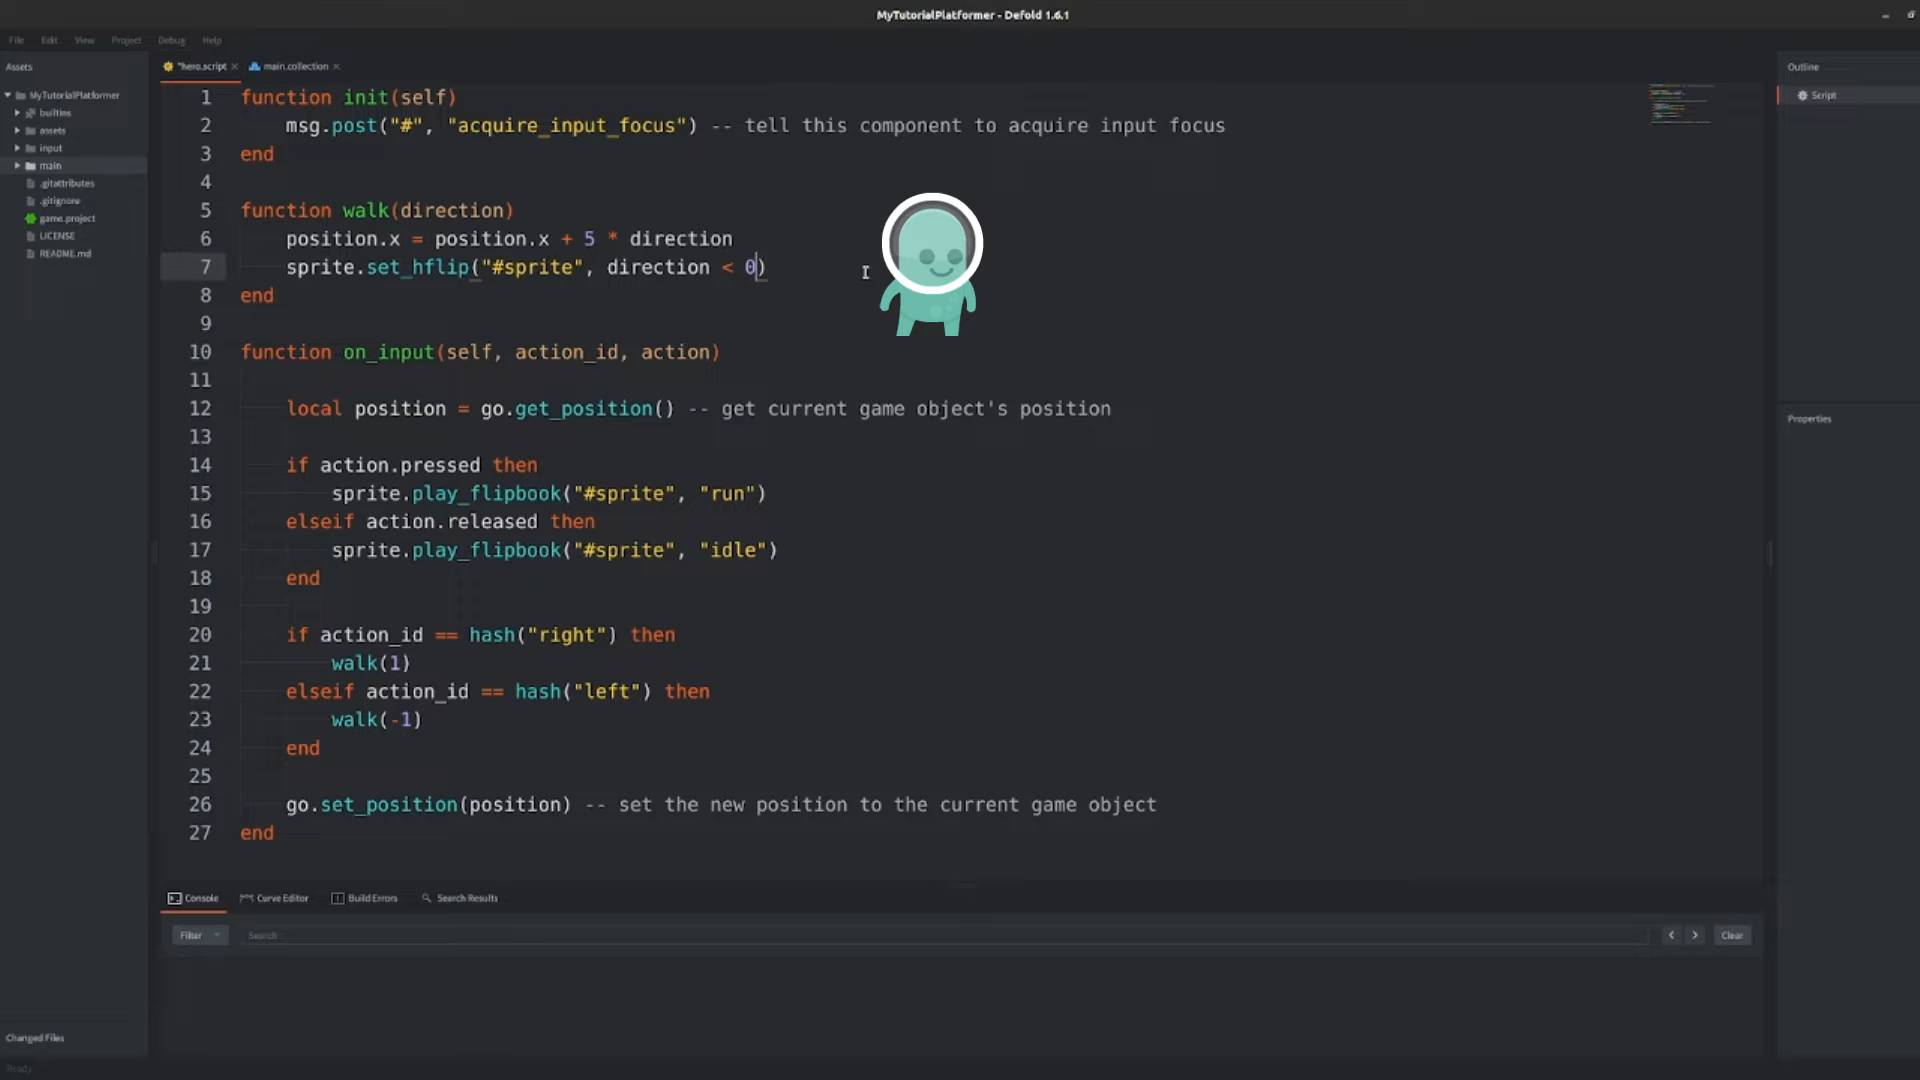 MyTutorialPlatformer - Defold 1.6.1
File Edit View Project Debug Help
Assets
*hero.script × main.collection ×
Outline
MyTutorialPlatformer
builtins
assets
input
main
.gitattributes
.gitignore
game.project
LICENSE
README.md
1 function init(self)
2 msg.post("#", "acquire_input_focus") -- tell this component to acquire input focus
3 end
4
5 function walk(direction)
6 position.x = position.x + 5 * direction
7 sprite.set_hflip("#sprite", direction < 0)
8 end
9
10 function on_input(self, action_id, action)
11
12 local position = go.get_position() -- get current game object's position
13
14 if action.pressed then
15 sprite.play_flipbook("#sprite", "run")
16 elseif action.released then
17 sprite.play_flipbook("#sprite", "idle")
18 end
19
20 if action_id == hash("right") then
21 walk(1)
22 elseif action_id == hash("left") then
23 walk(-1)
24 end
25
26 go.set_position(position) -- set the new position to the current game object
27 end
Script
Properties
Console Curve Editor Build Errors Search Results
Filter Search Clear
Changed Files
Ready